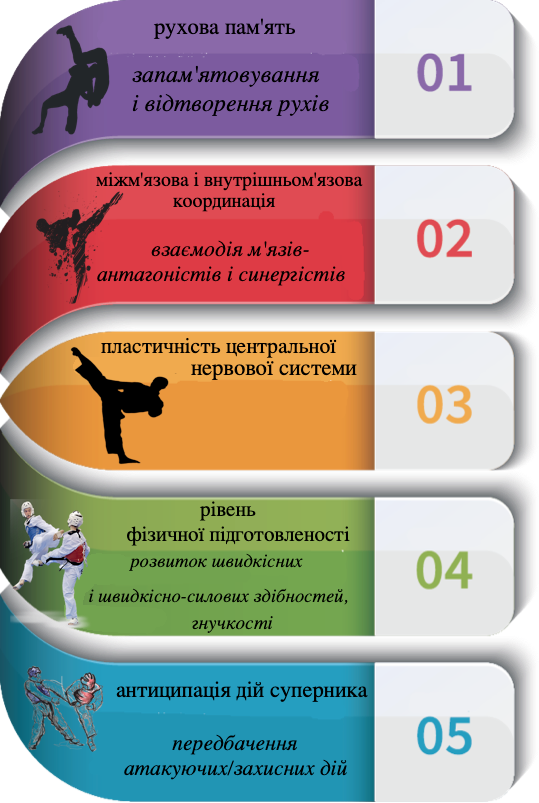 рухова пам'ять
запам'ятовування
і відтворення рухів
01
міжм'язова і внутрішньом'язова
координація
взаємодія м'язів-
антагоністів і синергістів
02
пластичність центральної
нервової системи
03
рівень
фізичної підготовленості
розвиток швидкісних
і швидкісно-силових здібностей,
гнучкості
04
антиципація дій суперника
передбачення
атакуючих/захисних дій
05